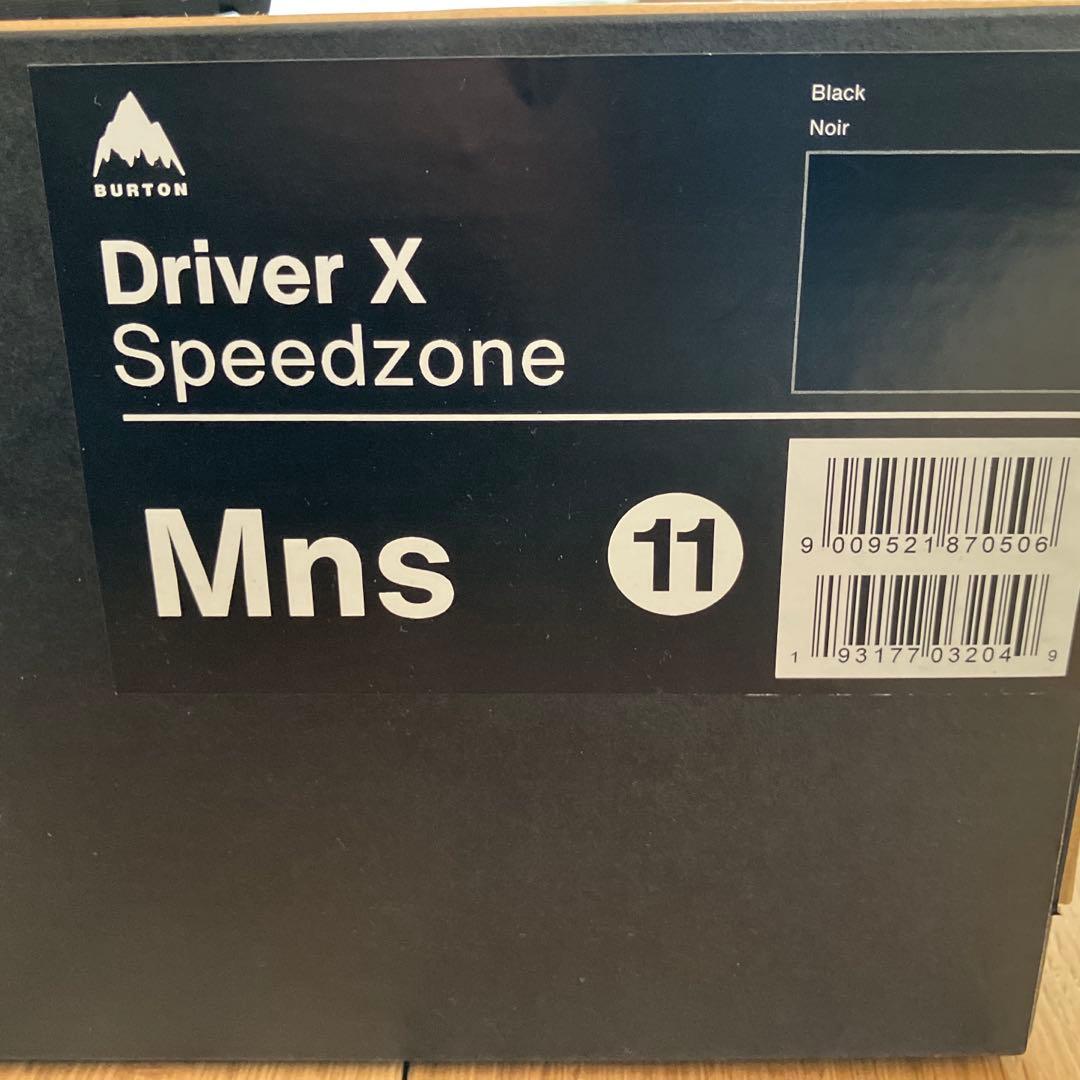 BURTON
Driver X
Speedzone
Black
Noir
Mns
11
9 009521 870506
1 93177 03204 9